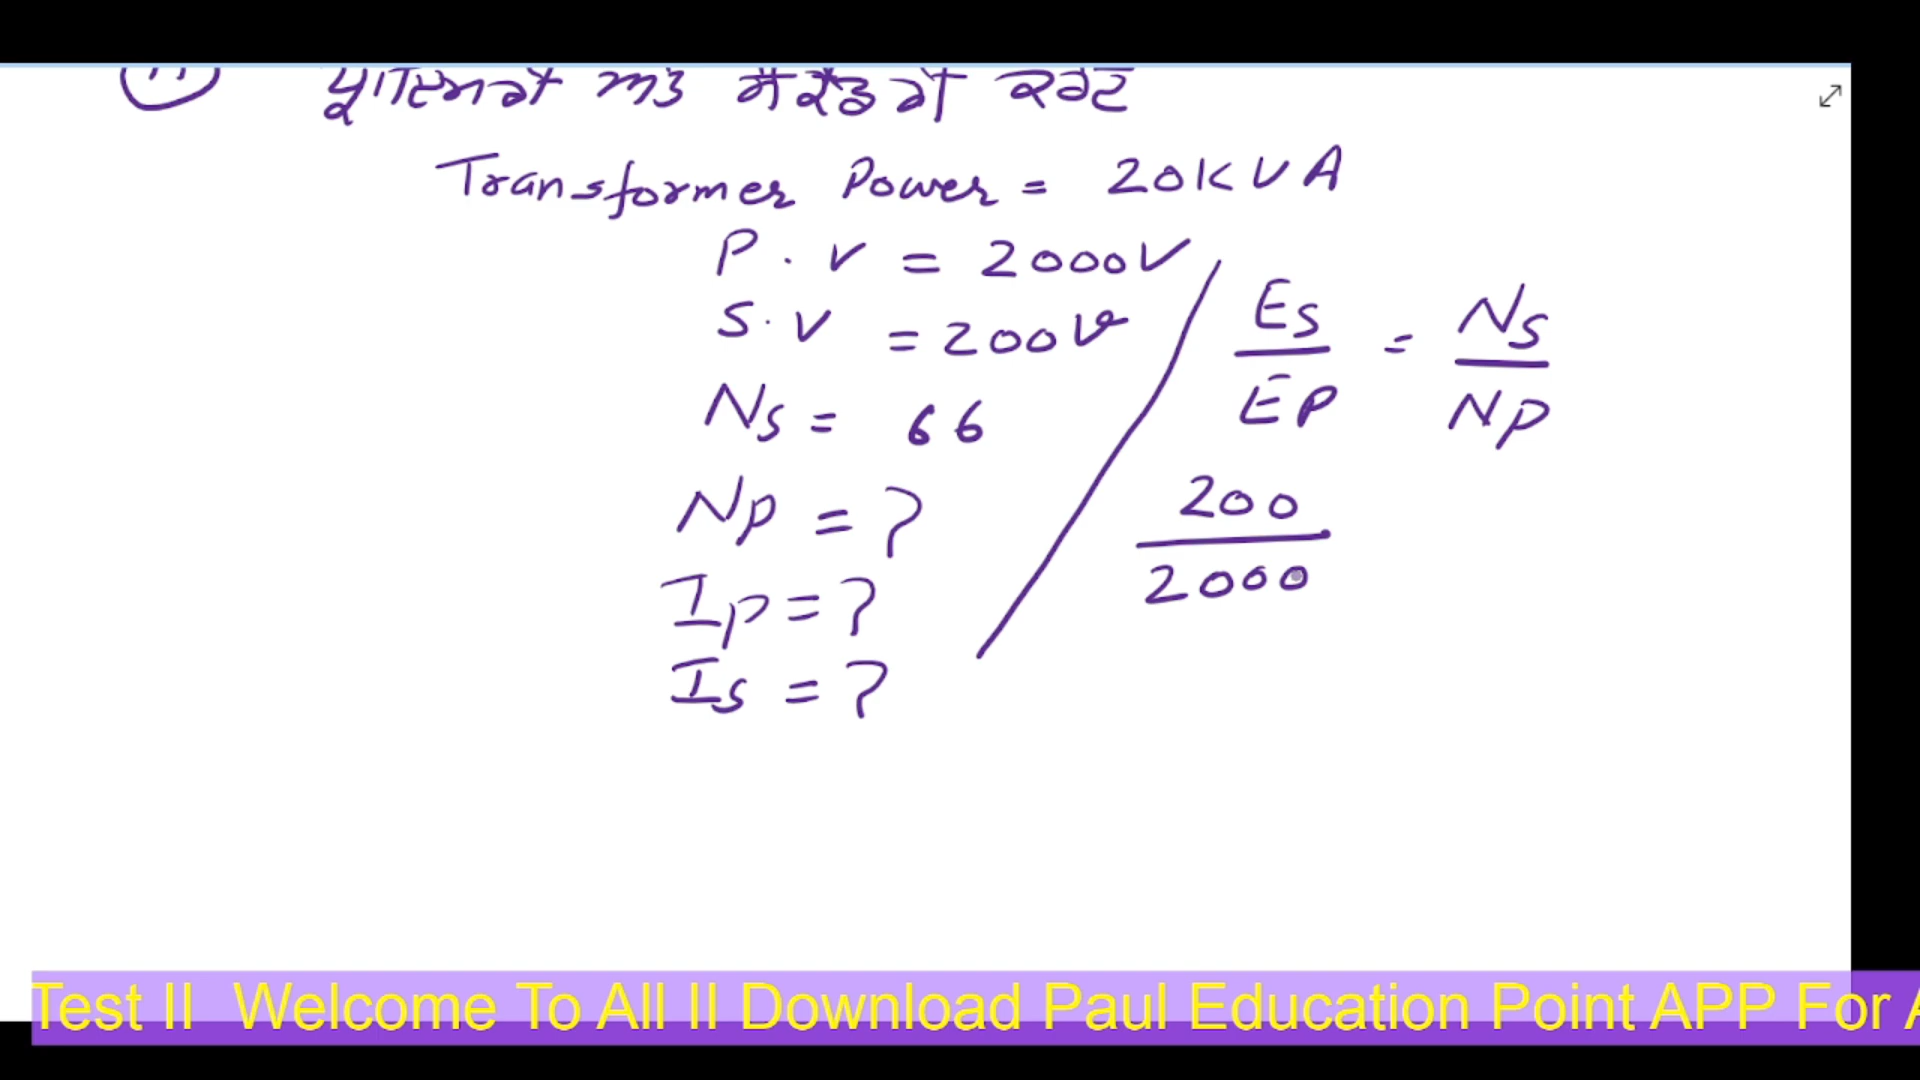 ਅਤੇ ਸੈਕੰਡਰੀ ਕਰੰਟ
Transformer Power = 20KVA
P.V = 2000V
S.V = 200V
Ns = 66
Np = ?
Ip = ?
Is = ?
Es/Ep = Ns/Np
200/2000
Test II Welcome To All II Download Paul Education Point APP For A